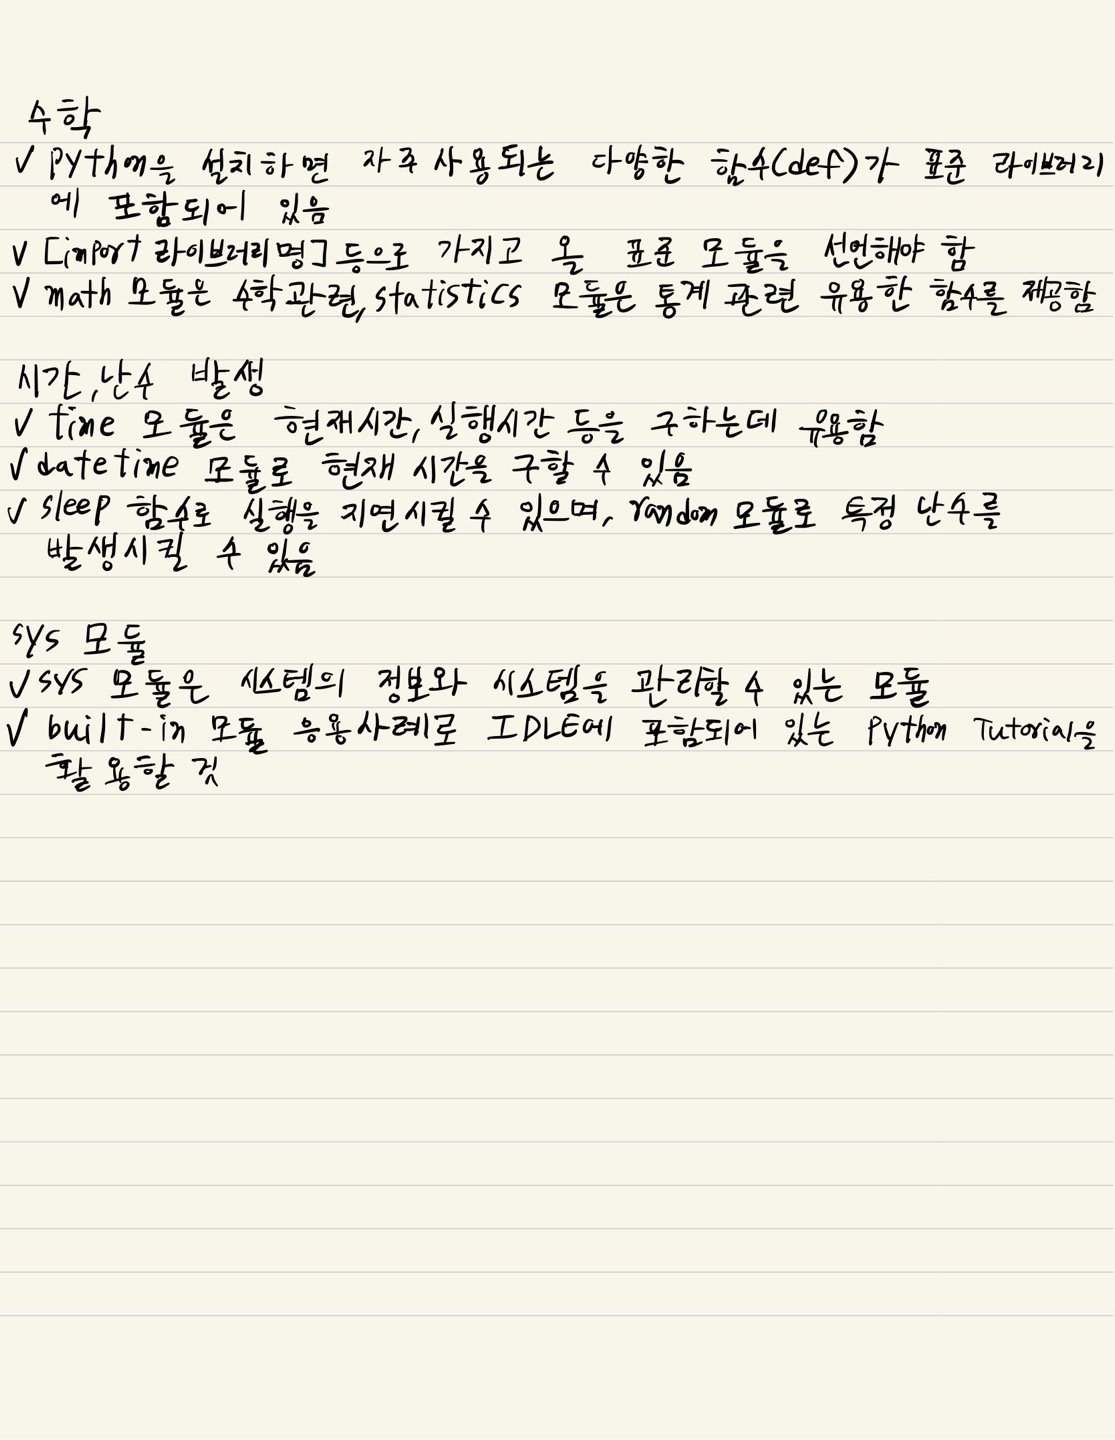 수학
✓ python을 설치하면 자주 사용되는 다양한 함수(def)가 표준 라이브러리
에 포함되어 있음
✓ [import 라이브러리명] 등으로 가지고 올 표준 모듈을 선언해야 함
✓ math 모듈은 수학관련, statistics 모듈은 통계 관련 유용한 함수를 제공함
시간, 난수 발생
✓ time 모듈은 현재시간, 실행시간 등을 구하는데 유용함
✓ datetime 모듈로 현재 시간을 구할 수 있음
✓ sleep 함수로 실행을 지연시킬 수 있으며, random 모듈로 특정 난수를
발생시킬 수 있음
sys 모듈
✓ sys 모듈은 시스템의 정보와 시스템을 관리할 수 있는 모듈
✓ built-in 모듈 응용사례로 IDLE에 포함되어 있는 Python Tutorial을
활용할 것